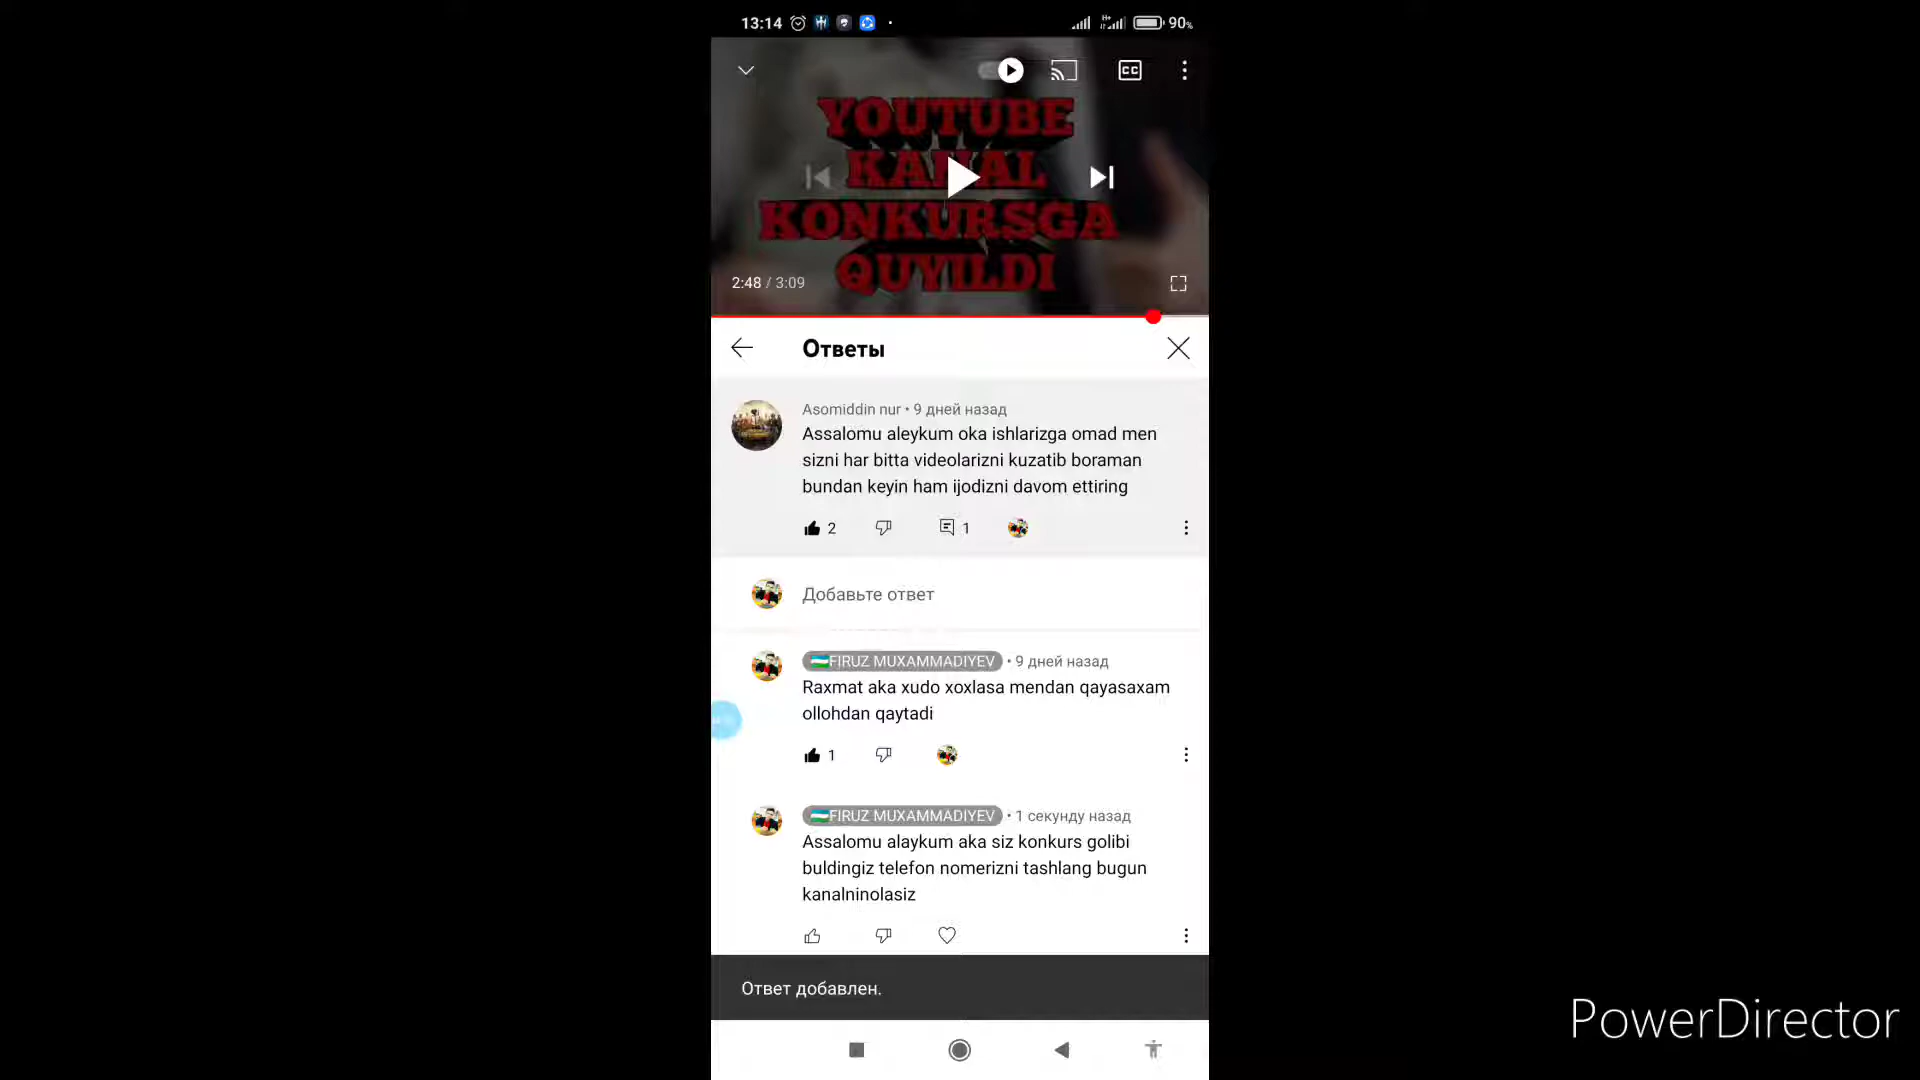 13:14
90%
YOUTUBE
KANAL
KONKURSGA
QUYILDI
2:48 / 3:09
Ответы
Asomiddin nur • 9 дней назад
Assalomu aleykum oka ishlarizga omad men
sizni har bitta videolarizni kuzatib boraman
bundan keyin ham ijodizni davom ettiring
2
1
Добавьте ответ
FIRUZ MUXAMMADIYEV • 9 дней назад
Raxmat aka xudo xoxlasa mendan qayasaxam
ollohdan qaytadi
1
FIRUZ MUXAMMADIYEV • 1 секунду назад
Assalomu alaykum aka siz konkurs golibi
buldingiz telefon nomerizni tashlang bugun
kanalninolasiz
Ответ добавлен.
PowerDirector